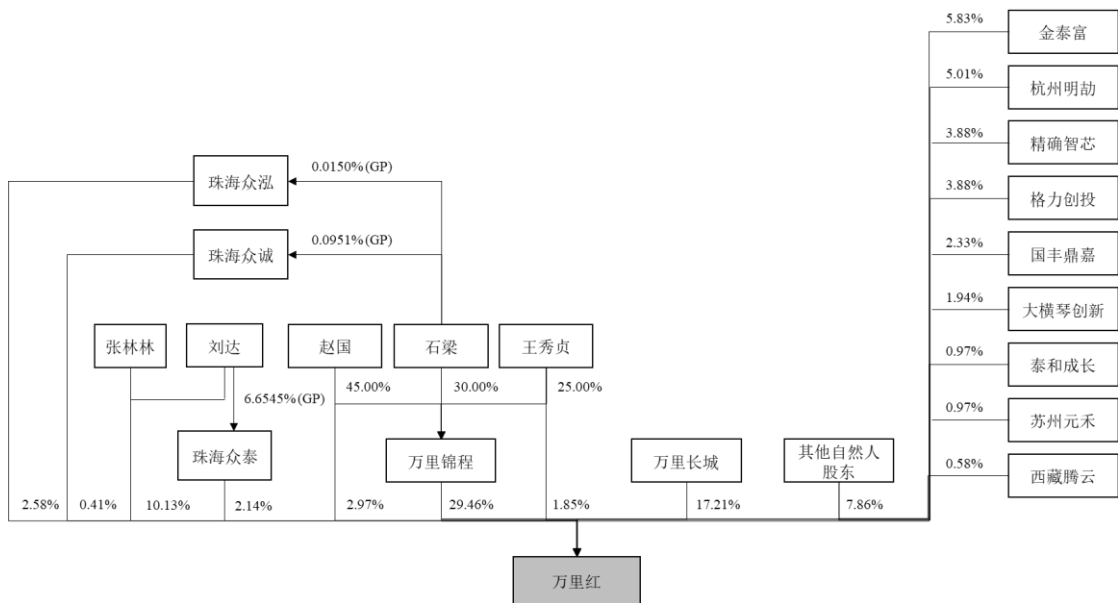 5.83%
金泰富
5.01%
杭州明劼
3.88%
精确智芯
0.0150%(GP)
珠海众泓
3.88%
格力创投
0.0951%(GP)
珠海众诚
2.33%
国丰鼎嘉
1.94%
大横琴创新
张林林
刘达
赵国
石梁
王秀贞
0.97%
泰和成长
45.00%
30.00%
25.00%
6.6545%(GP)
0.97%
苏州元禾
珠海众泰
万里锦程
万里长城
其他自然人
股东
0.58%
西藏腾云
2.58%
0.41%
10.13%
2.14%
2.97%
29.46%
1.85%
17.21%
7.86%
万里红